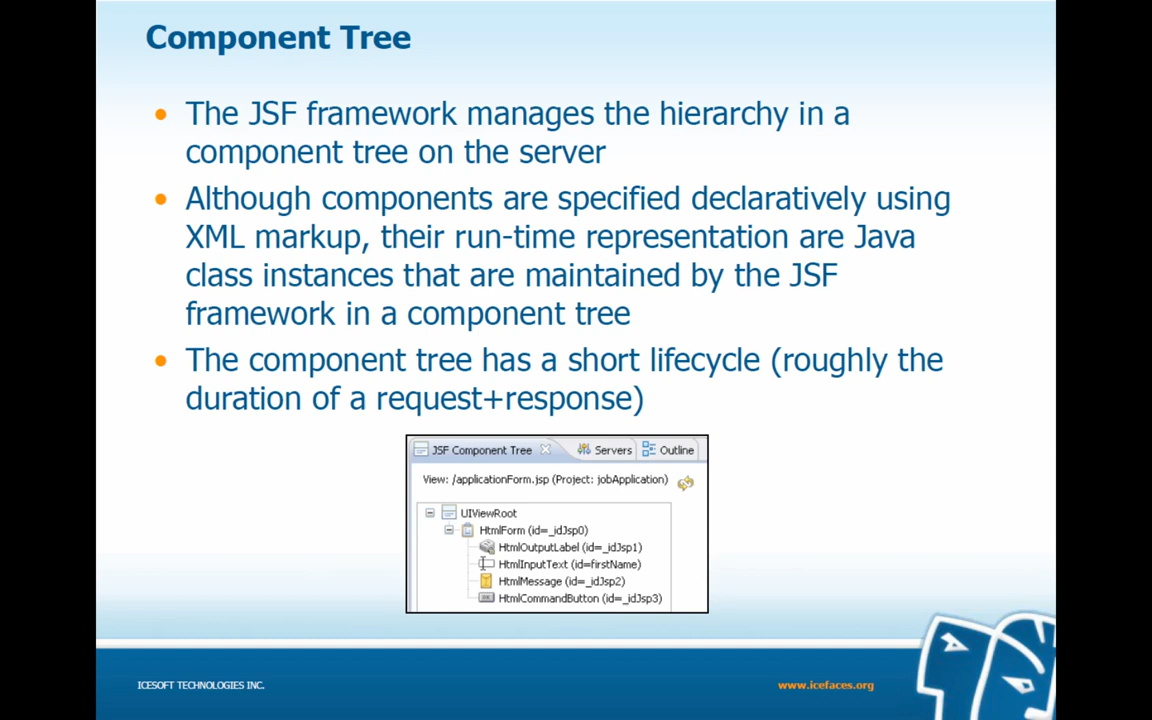 Component Tree
• The JSF framework manages the hierarchy in a
component tree on the server
• Although components are specified declaratively using
XML markup, their run-time representation are Java
class instances that are maintained by the JSF
framework in a component tree
• The component tree has a short lifecycle (roughly the
duration of a request+response)
JSF Component Tree Servers Outline
View: /applicationForm.jsp (Project: jobApplication)
UIViewRoot
HtmlForm (id=_idJsp0)
HtmlOutputLabel (id=_idJsp1)
HtmlInputText (id=firstName)
HtmlMessage (id=_idJsp2)
HtmlCommandButton (id=_idJsp3)
ICESOFT TECHNOLOGIES INC. www.icefaces.org